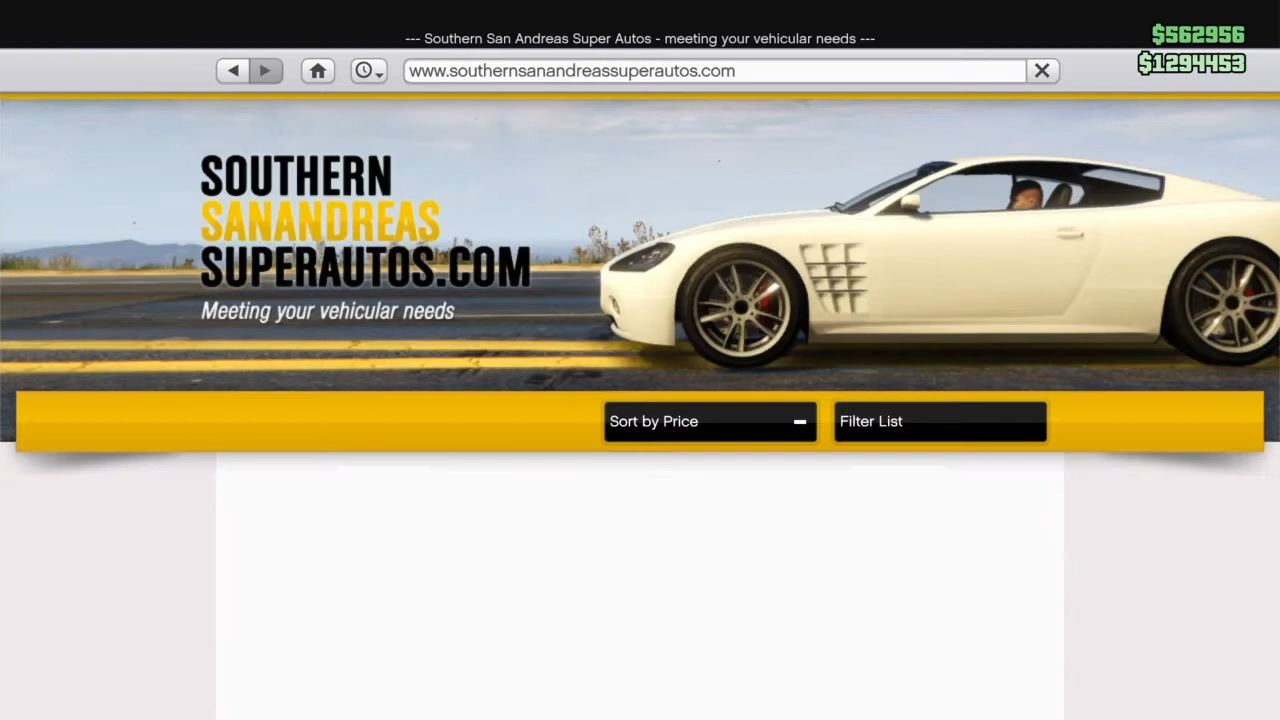 --- Southern San Andreas Super Autos - meeting your vehicular needs ---
$562956
$1294453
www.southernsanandreassuperautos.com
SOUTHERN
SANANDREAS
SUPERAUTOS.COM
Meeting your vehicular needs
Sort by Price
Filter List